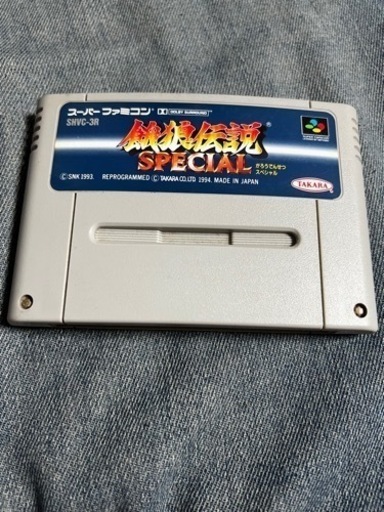 スーパーファミコン DOLBY SURROUND
SHVC-3R
餓狼伝説
SPECIAL
がろうでんせつ
スペシャル
TAKARA
©SNK 1993. REPROGRAMMED ©TAKARA CO.,LTD 1994. MADE IN JAPAN